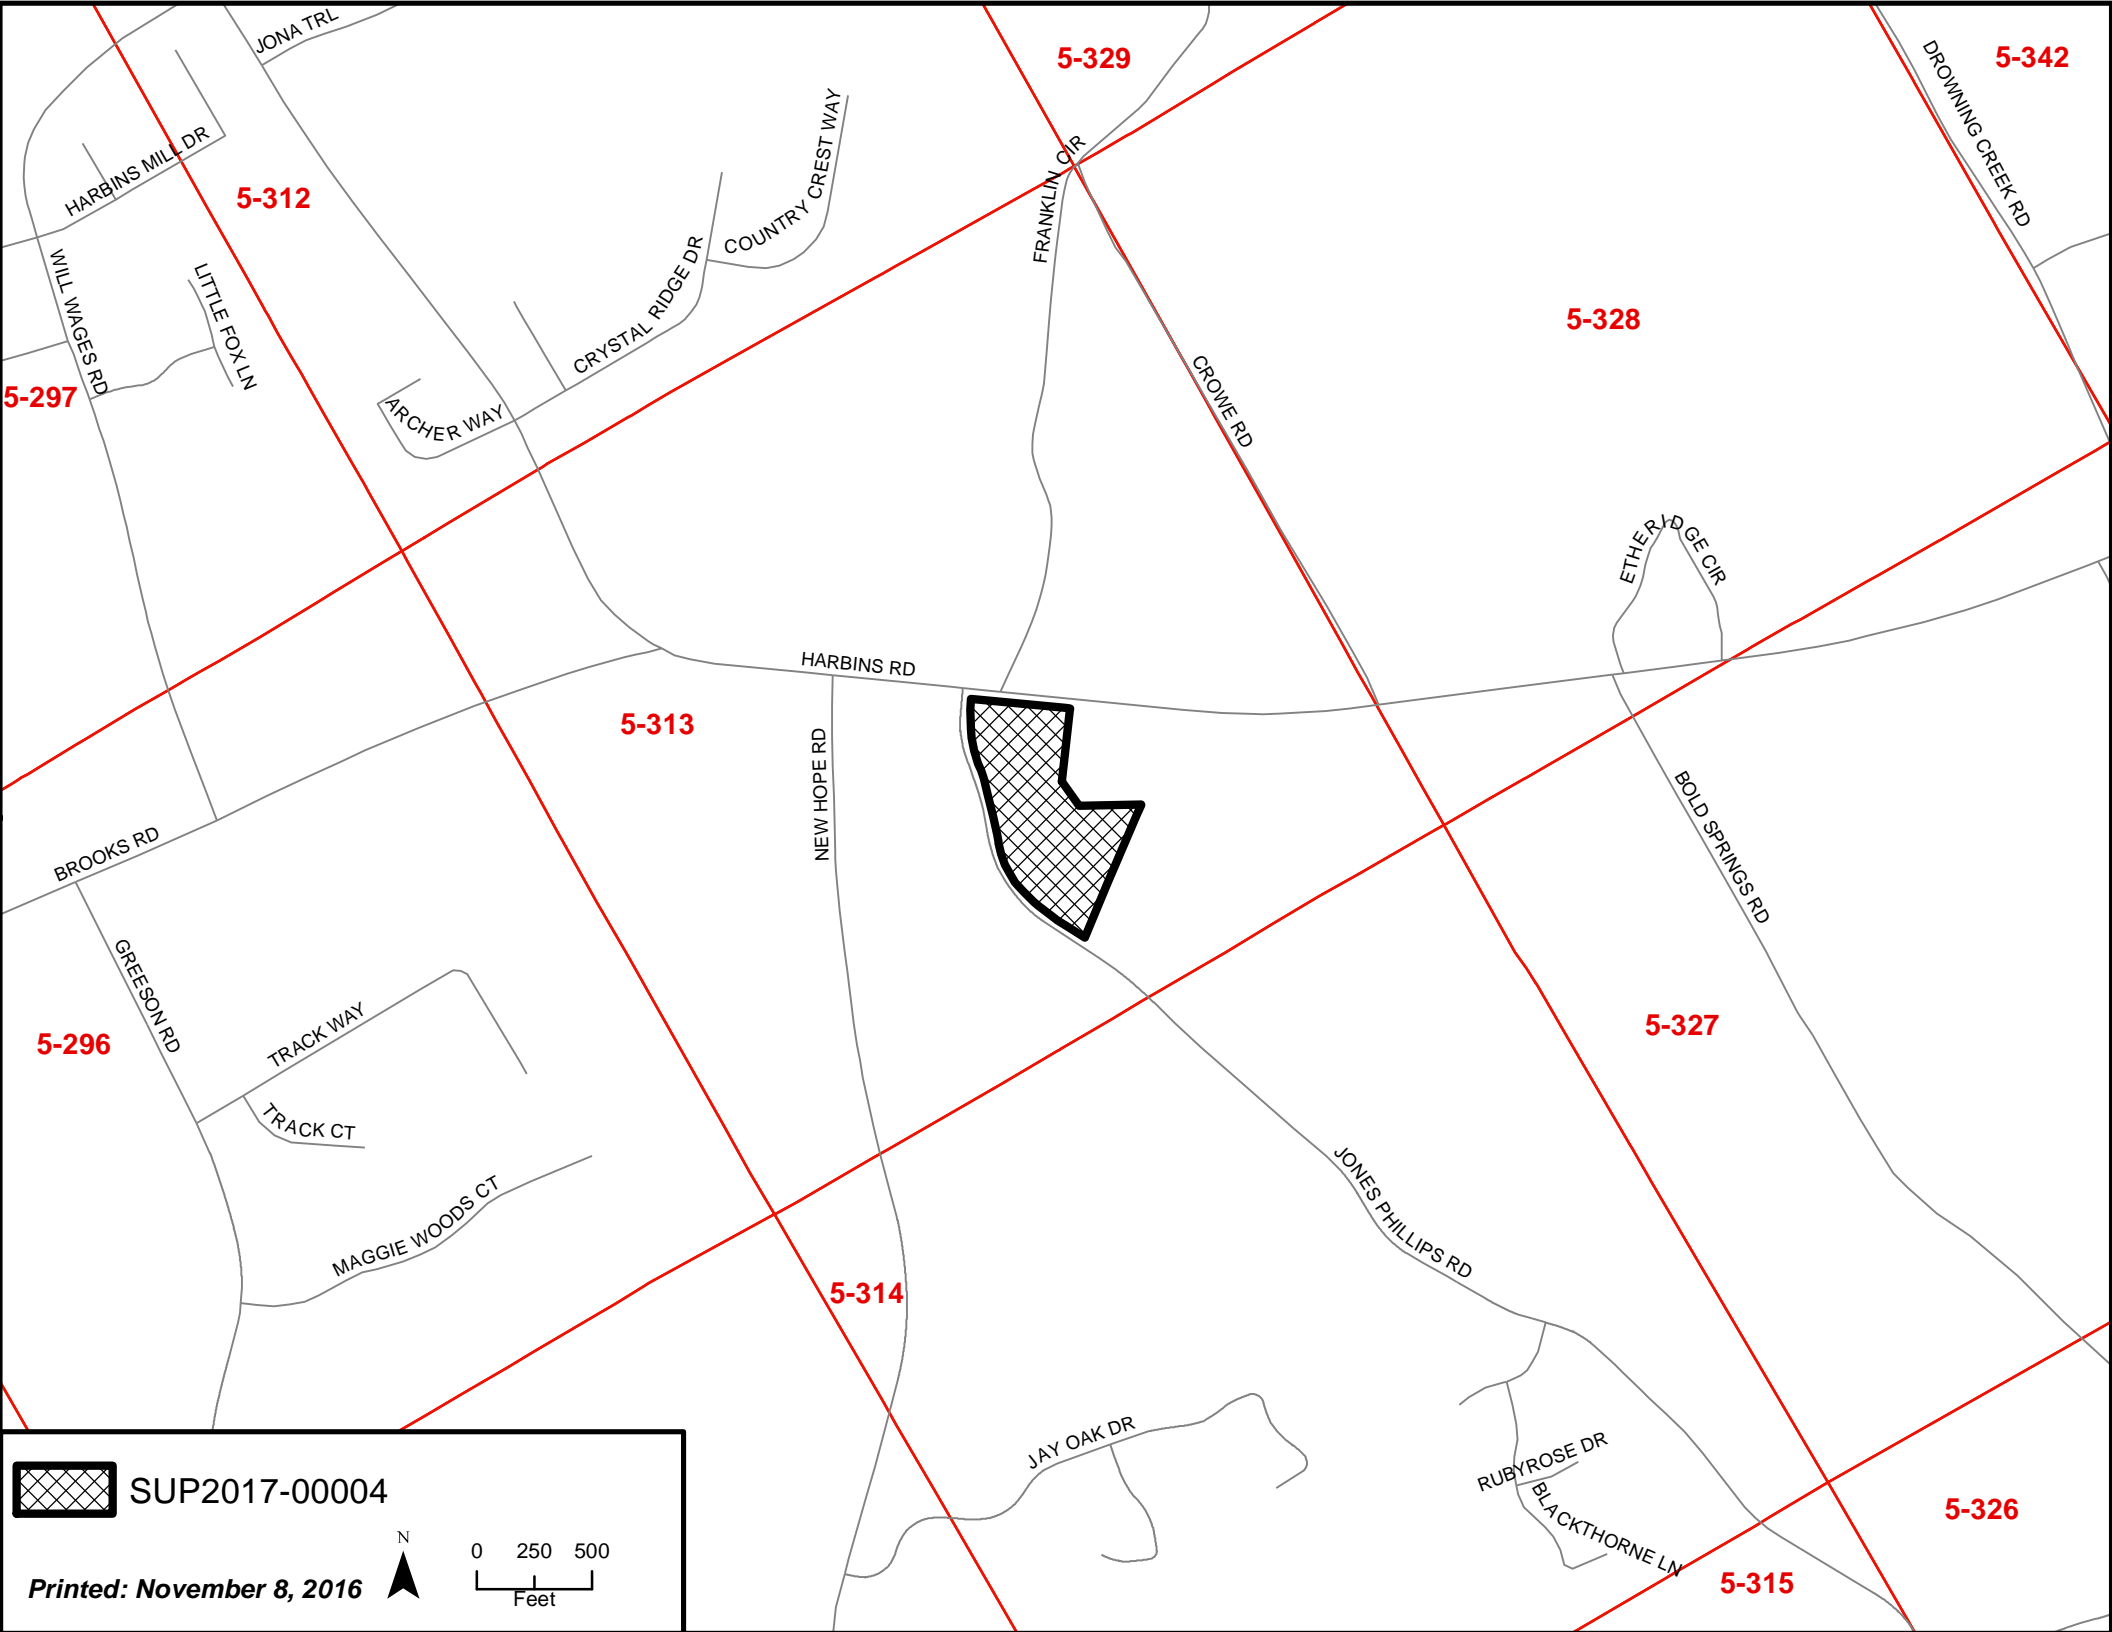 JONA TRL
5-329
5-342
DROWNING CREEK RD
COUNTRY CREST WAY
HARBINS MILL DR
FRANKLIN CIR
5-312
WILL WAGES RD
LITTLE FOX LN
CRYSTAL RIDGE DR
5-328
5-297
ARCHER WAY
CROWE RD
ETHERIDGE CIR
HARBINS RD
5-313
NEW HOPE RD
BROOKS RD
BOLD SPRINGS RD
GREESON RD
5-296
TRACK WAY
5-327
TRACK CT
MAGGIE WOODS CT
JONES PHILLIPS RD
5-314
JAY OAK DR
RUBYROSE DR
BLACKTHORNE LN
5-326
5-315
SUP2017-00004
N
0 250 500
Feet
Printed: November 8, 2016